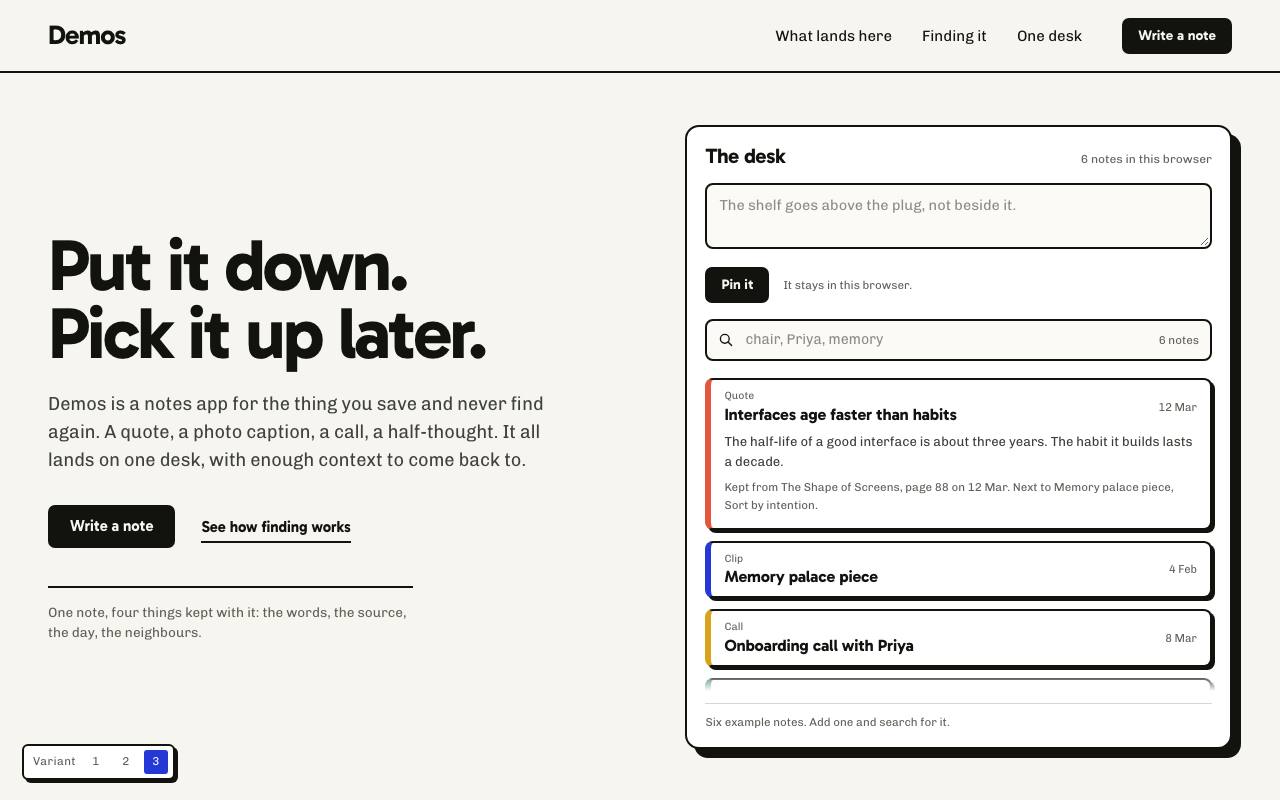 Demos
What lands here
Finding it
One desk
Write a note
Put it down.
Pick it up later.
Demos is a notes app for the thing you save and never find
again. A quote, a photo caption, a call, a half-thought. It all
lands on one desk, with enough context to come back to.
Write a note
See how finding works
One note, four things kept with it: the words, the source,
the day, the neighbours.
The desk
6 notes in this browser
The shelf goes above the plug, not beside it.
Pin it
It stays in this browser.
chair, Priya, memory
6 notes
Quote
Interfaces age faster than habits
12 Mar
The half-life of a good interface is about three years. The habit it builds lasts
a decade.
Kept from The Shape of Screens, page 88 on 12 Mar. Next to Memory palace piece,
Sort by intention.
Clip
Memory palace piece
4 Feb
Call
Onboarding call with Priya
8 Mar
Six example notes. Add one and search for it.
Variant
1
2
3